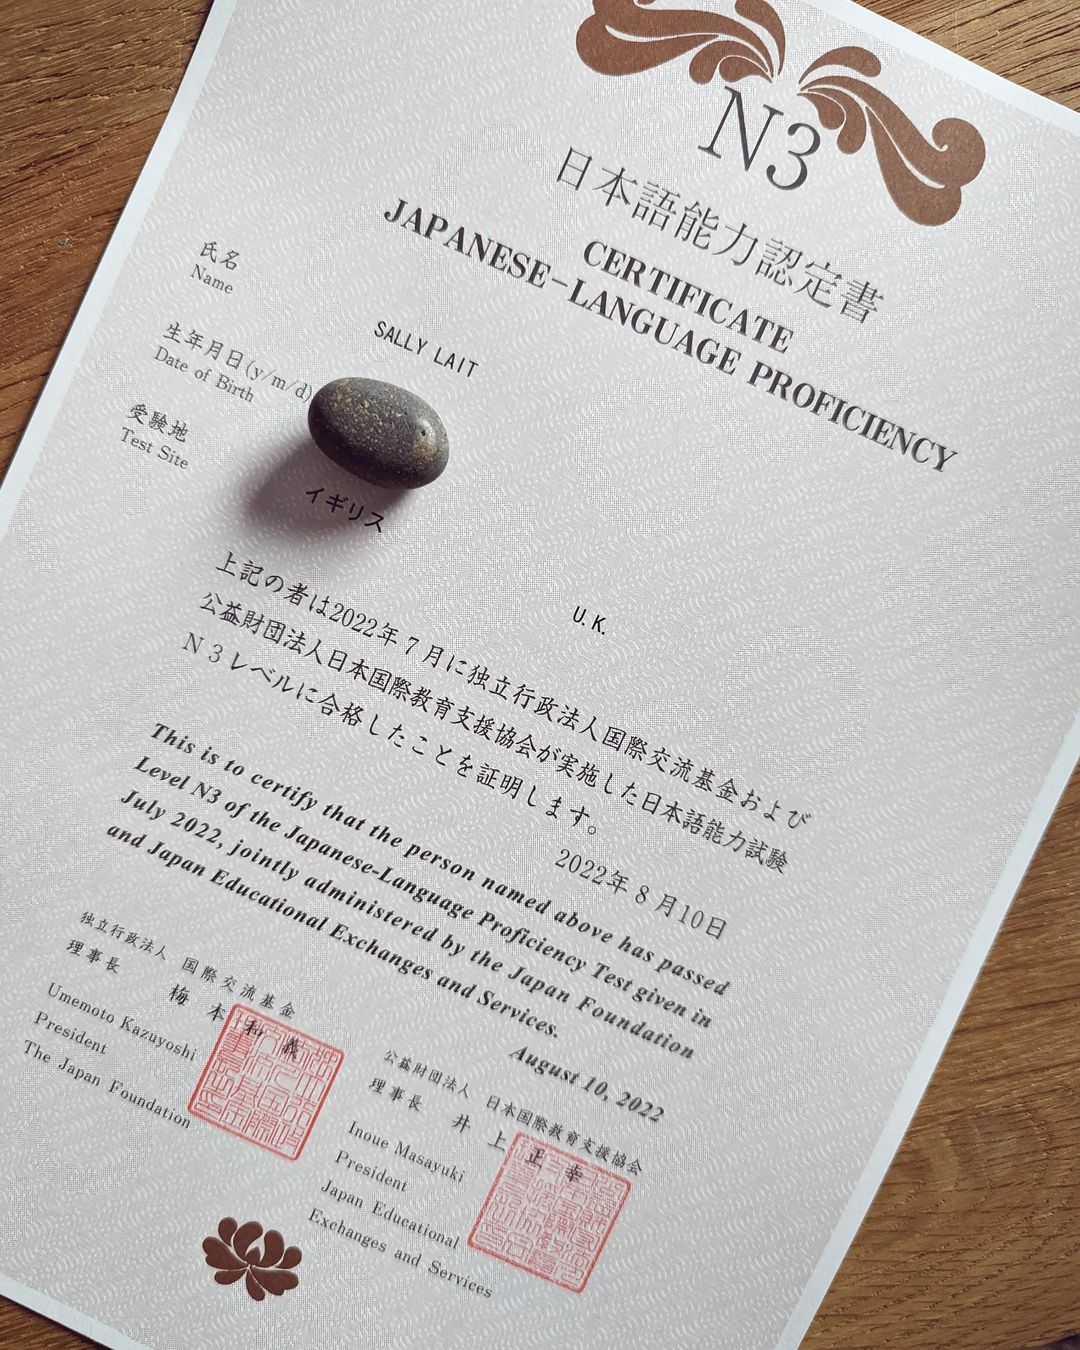 N3
日本語能力認定書
CERTIFICATE
JAPANESE-LANGUAGE PROFICIENCY
氏名
Name
SALLY LAIT
生年月日(y/m/d)
Date of Birth
受験地
Test Site
イギリス
U.K.
上記の者は2022年7月に独立行政法人国際交流基金および
公益財団法人日本国際教育支援協会が実施した日本語能力試験
N3レベルに合格したことを証明します。
2022年8月10日
This is to certify that the person named above has passed
Level N3 of the Japanese-Language Proficiency Test given in
July 2022, jointly administered by the Japan Foundation
and Japan Educational Exchanges and Services.
August 10, 2022
独立行政法人 国際交流基金
理事長 梅本和義
Umemoto Kazuyoshi
President
The Japan Foundation
公益財団法人 日本国際教育支援協会
理事長 井上正幸
Inoue Masayuki
President
Japan Educational
Exchanges and Services